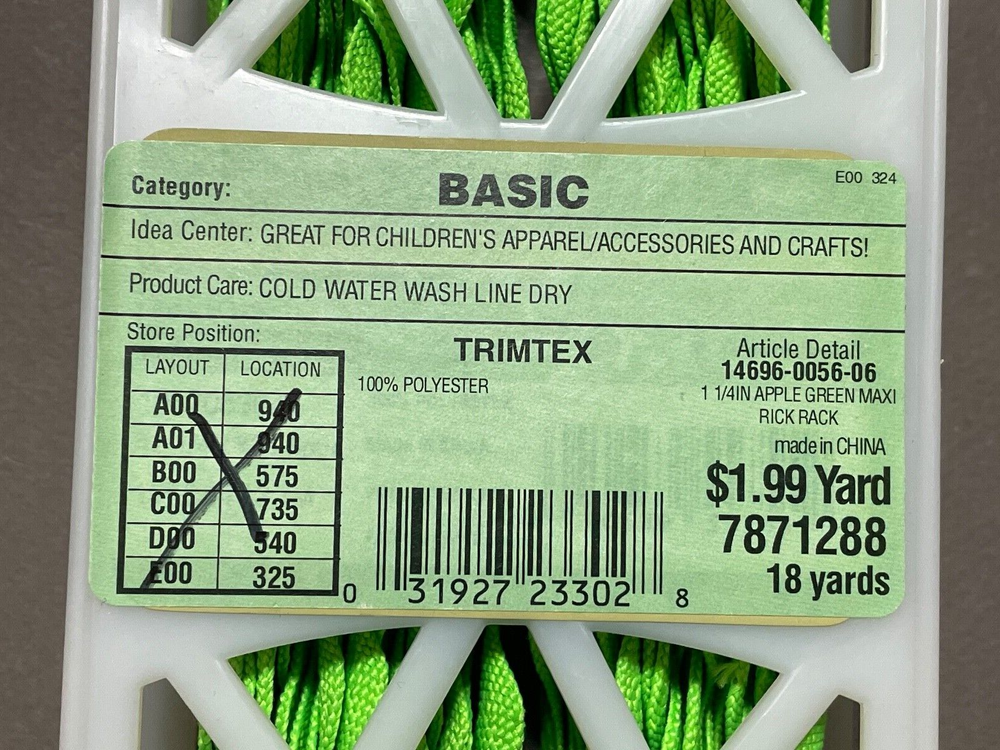 Category: BASIC E00 324
Idea Center: GREAT FOR CHILDREN'S APPAREL/ACCESSORIES AND CRAFTS!
Product Care: COLD WATER WASH LINE DRY
Store Position:
LAYOUT LOCATION
A00 940
A01 940
B00 575
C00 735
D00 540
E00 325
TRIMTEX
100% POLYESTER
Article Detail
14696-0056-06
1 1/4IN APPLE GREEN MAXI
RICK RACK
made in CHINA
$1.99 Yard
7871288
18 yards
0 31927 23302 8